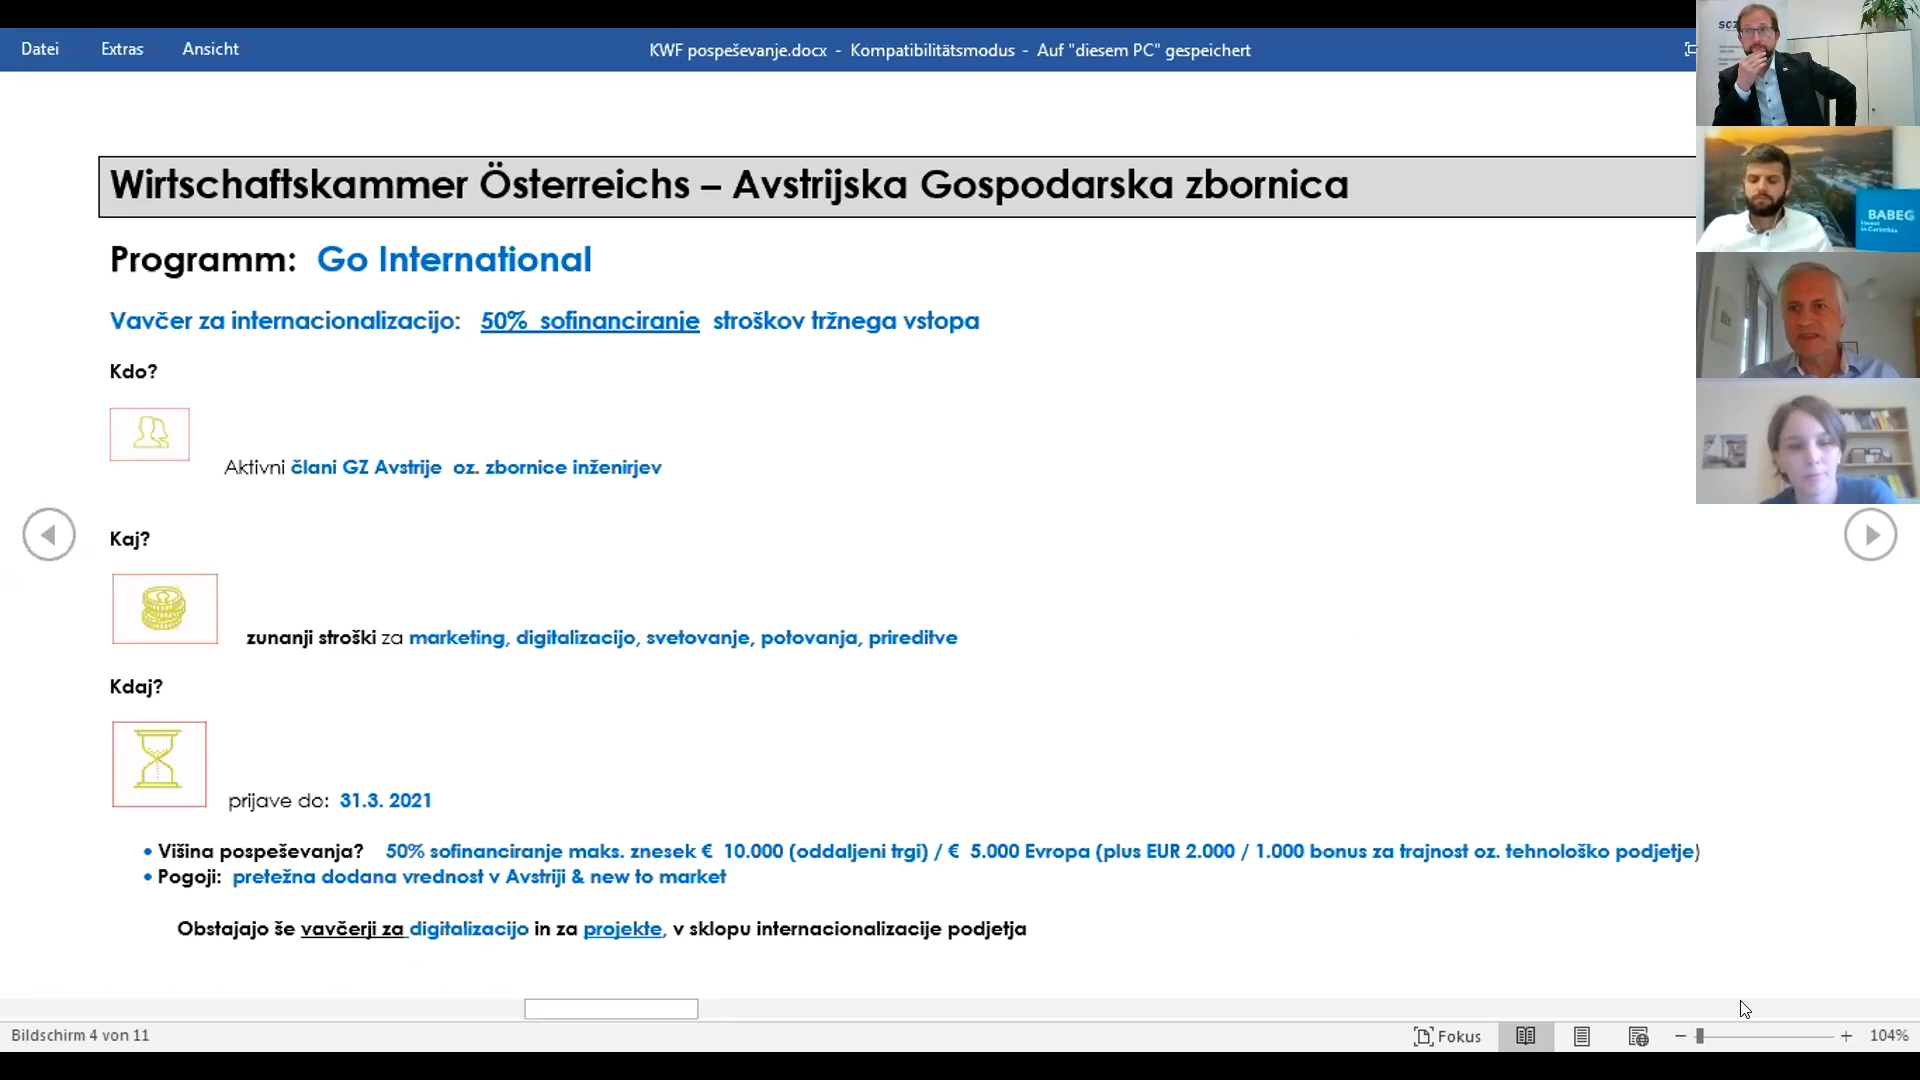 Datei Extras Ansicht
KWF pospeševanje.docx - Kompatibilitätsmodus - Auf "diesem PC" gespeichert
Wirtschaftskammer Österreichs – Avstrijska Gospodarska zbornica
Programm: Go International
Vavčer za internacionalizacijo: 50% sofinanciranje stroškov tržnega vstopa
Kdo?
Aktivni člani GZ Avstrije oz. zbornice inženirjev
Kaj?
zunanji stroški za marketing, digitalizacijo, svetovanje, potovanja, prireditve
Kdaj?
prijave do: 31.3. 2021
• Višina pospeševanja? 50% sofinanciranje maks. znesek € 10.000 (oddaljeni trgi) / € 5.000 Evropa (plus EUR 2.000 / 1.000 bonus za trajnost oz. tehnološko podjetje)
• Pogoji: pretežna dodana vrednost v Avstriji & new to market
Obstajajo še vavčerji za digitalizacijo in za projekte, v sklopu internacionalizacije podjetja
BABEG
Invest
in Carinthia
Bildschirm 4 von 11
Fokus
104%